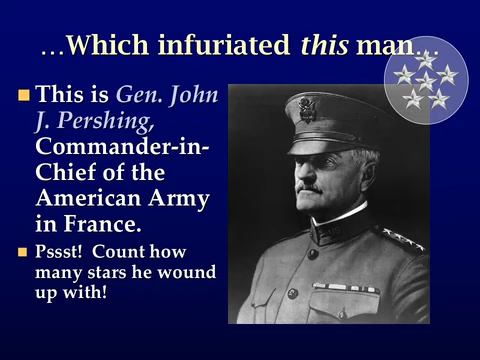 …Which infuriated this man…
This is Gen. John
J. Pershing,
Commander-in-
Chief of the
American Army
in France.
Pssst!  Count how
many stars he wound
up with!